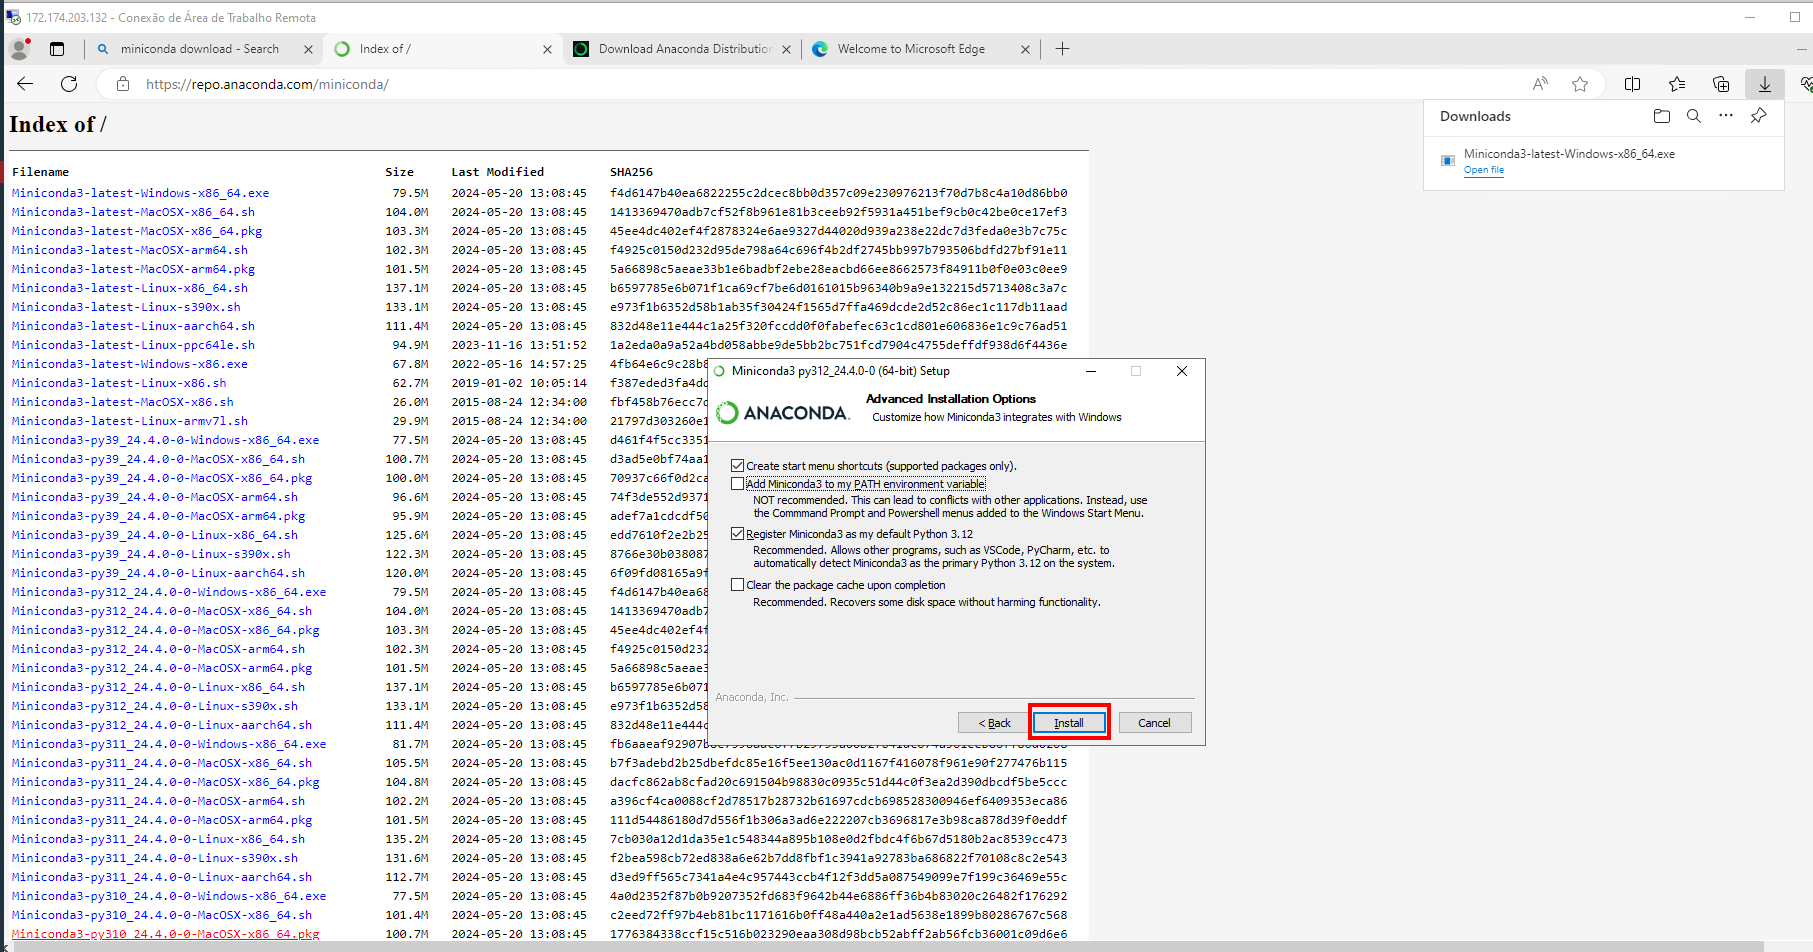 172.174.203.132 - Conexão de Área de Trabalho Remota
miniconda download - Search
Index of /
Download Anaconda Distribution
Welcome to Microsoft Edge
https://repo.anaconda.com/miniconda/
Index of /
Downloads
Miniconda3-latest-Windows-x86_64.exe
Open file
Filename Size Last Modified SHA256
Miniconda3-latest-Windows-x86_64.exe 79.5M 2024-05-20 13:08:45 f4d6147b40ea6822255c2dcec8bb0d357c09e230976213f70d7b8c4a10d86bb0
Miniconda3-latest-MacOSX-x86_64.sh 104.0M 2024-05-20 13:08:45 1413369470adb7cf52f8b961e81b3ceeb92f5931a451bef9cb0c42be0ce17ef3
Miniconda3-latest-MacOSX-x86_64.pkg 103.3M 2024-05-20 13:08:45 45ee4dc402ef4f2878324e6ae9327d44020d939a238e22dc7d3feda0e3b7c75c
Miniconda3-latest-MacOSX-arm64.sh 102.3M 2024-05-20 13:08:45 f4925c0150d232d95de798a64c696f4b2df2745bb997b793506bdfd27bf91e11
Miniconda3-latest-MacOSX-arm64.pkg 101.5M 2024-05-20 13:08:45 5a66898c5aeae33b1e6badbf2ebe28eacbd66ee8662573f84911b0f0e03c0ee9
Miniconda3-latest-Linux-x86_64.sh 137.1M 2024-05-20 13:08:45 b6597785e6b071f1ca69cf7be6d0161015b96340b9a9e132215d5713408c3a7c
Miniconda3-latest-Linux-s390x.sh 133.1M 2024-05-20 13:08:45 e973f1b6352d58b1ab35f30424f1565d7ffa469dcde2d52c86ec1c117db11aad
Miniconda3-latest-Linux-aarch64.sh 111.4M 2024-05-20 13:08:45 832d48e11e444c1a25f320fccdd0f0fabefec63c1cd801e606836e1c9c76ad51
Miniconda3-latest-Linux-ppc64le.sh 94.9M 2023-11-16 13:51:52 1a2eda0a9a52a4bd058abbe9de5bb2bc751fcd7904c4755deffdf938d6f4436e
Miniconda3-latest-Windows-x86.exe 67.8M 2022-05-16 14:57:25 4fb64e6c9c28b8
Miniconda3-latest-Linux-x86.sh 62.7M 2019-01-02 10:05:14 f387eded3fa4dd
Miniconda3-latest-MacOSX-x86.sh 26.0M 2015-08-24 12:34:00 fbf458b76ecc7d
Miniconda3-latest-Linux-armv7l.sh 29.9M 2015-08-24 12:34:00 21797d303260e1
Miniconda3-py39_24.4.0-0-Windows-x86_64.exe 77.5M 2024-05-20 13:08:45 d461f4f5cc3351
Miniconda3-py39_24.4.0-0-MacOSX-x86_64.sh 100.7M 2024-05-20 13:08:45 d3ad5e0bf74aa1
Miniconda3-py39_24.4.0-0-MacOSX-x86_64.pkg 100.0M 2024-05-20 13:08:45 70937c66f0d2ca
Miniconda3-py39_24.4.0-0-MacOSX-arm64.sh 96.6M 2024-05-20 13:08:45 74f3de552d9371
Miniconda3-py39_24.4.0-0-MacOSX-arm64.pkg 95.9M 2024-05-20 13:08:45 adef7a1cdcdf50
Miniconda3-py39_24.4.0-0-Linux-x86_64.sh 125.6M 2024-05-20 13:08:45 edd7610f2e2b25
Miniconda3-py39_24.4.0-0-Linux-s390x.sh 122.3M 2024-05-20 13:08:45 8766e30b038087
Miniconda3-py39_24.4.0-0-Linux-aarch64.sh 120.0M 2024-05-20 13:08:45 6f09fd08165a9f
Miniconda3-py312_24.4.0-0-Windows-x86_64.exe 79.5M 2024-05-20 13:08:45 f4d6147b40ea68
Miniconda3-py312_24.4.0-0-MacOSX-x86_64.sh 104.0M 2024-05-20 13:08:45 1413369470adb7
Miniconda3-py312_24.4.0-0-MacOSX-x86_64.pkg 103.3M 2024-05-20 13:08:45 45ee4dc402ef4f
Miniconda3-py312_24.4.0-0-MacOSX-arm64.sh 102.3M 2024-05-20 13:08:45 f4925c0150d232
Miniconda3-py312_24.4.0-0-MacOSX-arm64.pkg 101.5M 2024-05-20 13:08:45 5a66898c5aeae3
Miniconda3-py312_24.4.0-0-Linux-x86_64.sh 137.1M 2024-05-20 13:08:45 b6597785e6b071
Miniconda3-py312_24.4.0-0-Linux-s390x.sh 133.1M 2024-05-20 13:08:45 e973f1b6352d58
Miniconda3-py312_24.4.0-0-Linux-aarch64.sh 111.4M 2024-05-20 13:08:45 832d48e11e444c
Miniconda3-py311_24.4.0-0-Windows-x86_64.exe 81.7M 2024-05-20 13:08:45
Miniconda3-py311_24.4.0-0-MacOSX-x86_64.sh 105.5M 2024-05-20 13:08:45 b7f3adebd2b25dbefdc85e16f5ee130ac0d1167f416078f961e90f277476b115
Miniconda3-py311_24.4.0-0-MacOSX-x86_64.pkg 104.8M 2024-05-20 13:08:45 dacfc862ab8cfad20c691504b98830c0935c51d44c0f3ea2d390dbcdf5be5ccc
Miniconda3-py311_24.4.0-0-MacOSX-arm64.sh 102.2M 2024-05-20 13:08:45 a396cf4ca0088cf2d78517b28732b61697cdcb698528300946ef6409353eca86
Miniconda3-py311_24.4.0-0-MacOSX-arm64.pkg 101.5M 2024-05-20 13:08:45 111d54486180d7d556f1b306a3ad6e222207cb3696817e3b98ca878d39f0eddf
Miniconda3-py311_24.4.0-0-Linux-x86_64.sh 135.2M 2024-05-20 13:08:45 7cb030a12d1da35e1c548344a895b108e0d2fbdc4f6b67d5180b2ac8539cc473
Miniconda3-py311_24.4.0-0-Linux-s390x.sh 131.6M 2024-05-20 13:08:45 f2bea598cb72ed838a6e62b7dd8fbf1c3941a92783ba686822f70108c8c2e543
Miniconda3-py311_24.4.0-0-Linux-aarch64.sh 112.7M 2024-05-20 13:08:45 d3ed9ff565c7341a4e4c957443ccb4f12f3dd5a087549099e7f199c36469e55c
Miniconda3-py310_24.4.0-0-Windows-x86_64.exe 77.5M 2024-05-20 13:08:45 4a0d2352f87b0b9207352fd683f9642b44e6886ff36b4b83020c26482f176292
Miniconda3-py310_24.4.0-0-MacOSX-x86_64.sh 101.4M 2024-05-20 13:08:45 c2eed72ff97b4eb81bc1171616b0ff48a440a2e1ad5638e1899b80286767c568
Miniconda3-py310_24.4.0-0-MacOSX-x86_64.pkg 100.7M 2024-05-20 13:08:45 1776384338ccf15c516b023290eaa308d98bcb52abff2ab56fcb36001c09d6e6
Miniconda3 py312_24.4.0-0 (64-bit) Setup
ANACONDA.
Advanced Installation Options
Customize how Miniconda3 integrates with Windows
Create start menu shortcuts (supported packages only).
Add Miniconda3 to my PATH environment variable
NOT recommended. This can lead to conflicts with other applications. Instead, use
the Commmand Prompt and Powershell menus added to the Windows Start Menu.
Register Miniconda3 as my default Python 3.12
Recommended. Allows other programs, such as VSCode, PyCharm, etc. to
automatically detect Miniconda3 as the primary Python 3.12 on the system.
Clear the package cache upon completion
Recommended. Recovers some disk space without harming functionality.
Anaconda, Inc.
< Back
Install
Cancel